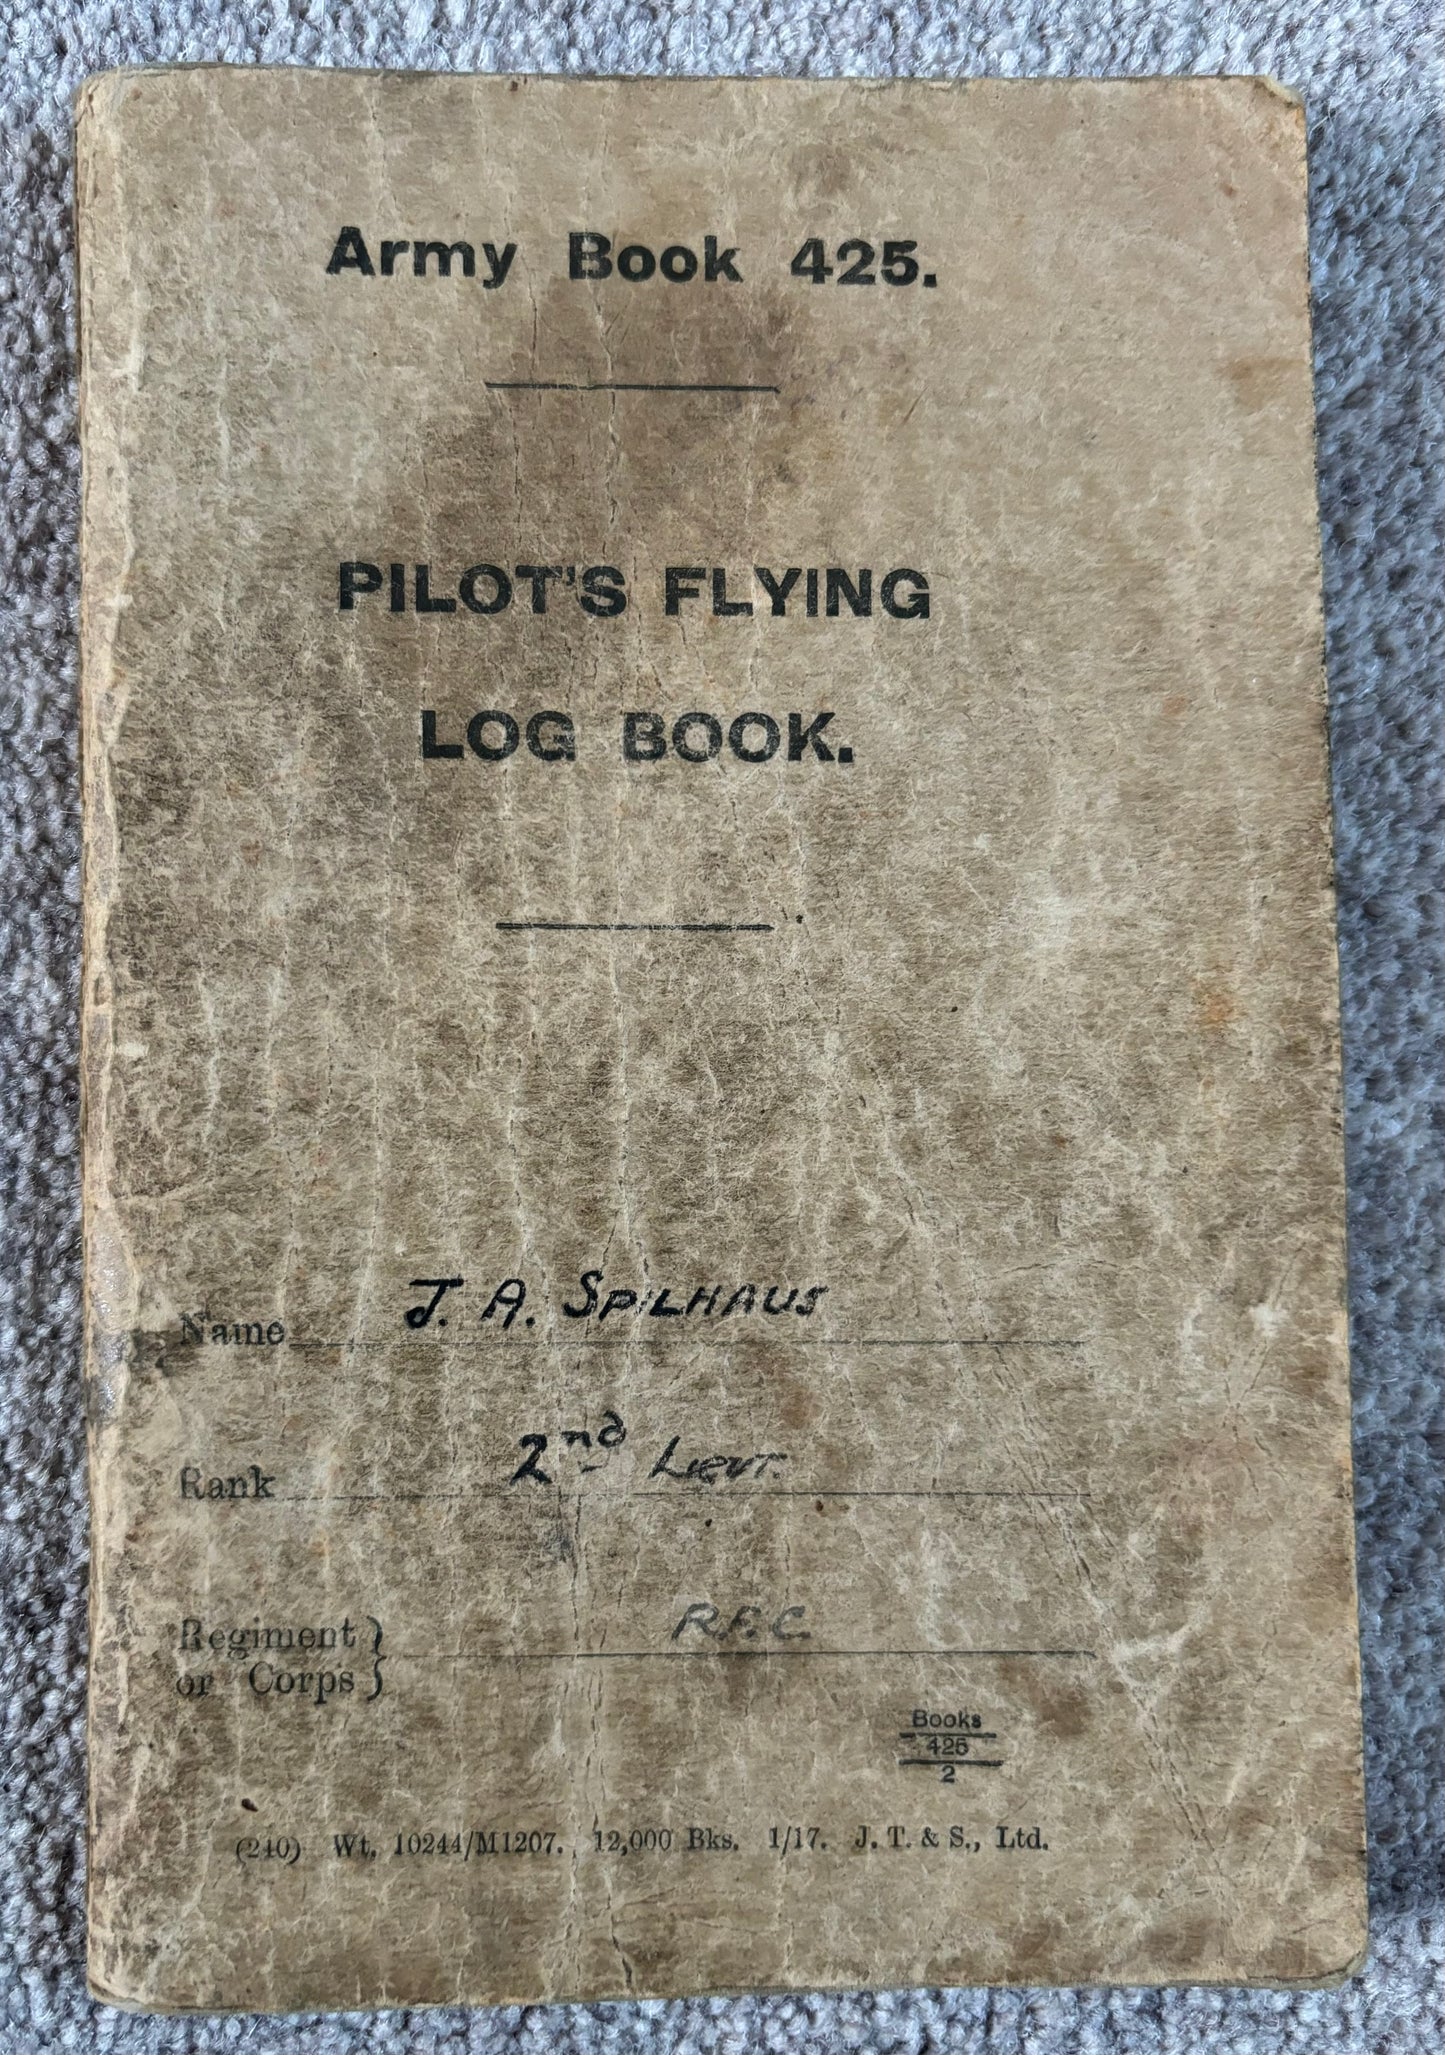 Army Book 425.
PILOT'S FLYING
LOG BOOK.
Name J. A. SPILHAUS
Rank 2nd Lieut.
Regiment
or Corps } R.F.C.
Books
425
2
(240) Wt. 10244/M1207. 12,000 Bks. 1/17. J. T. & S., Ltd.